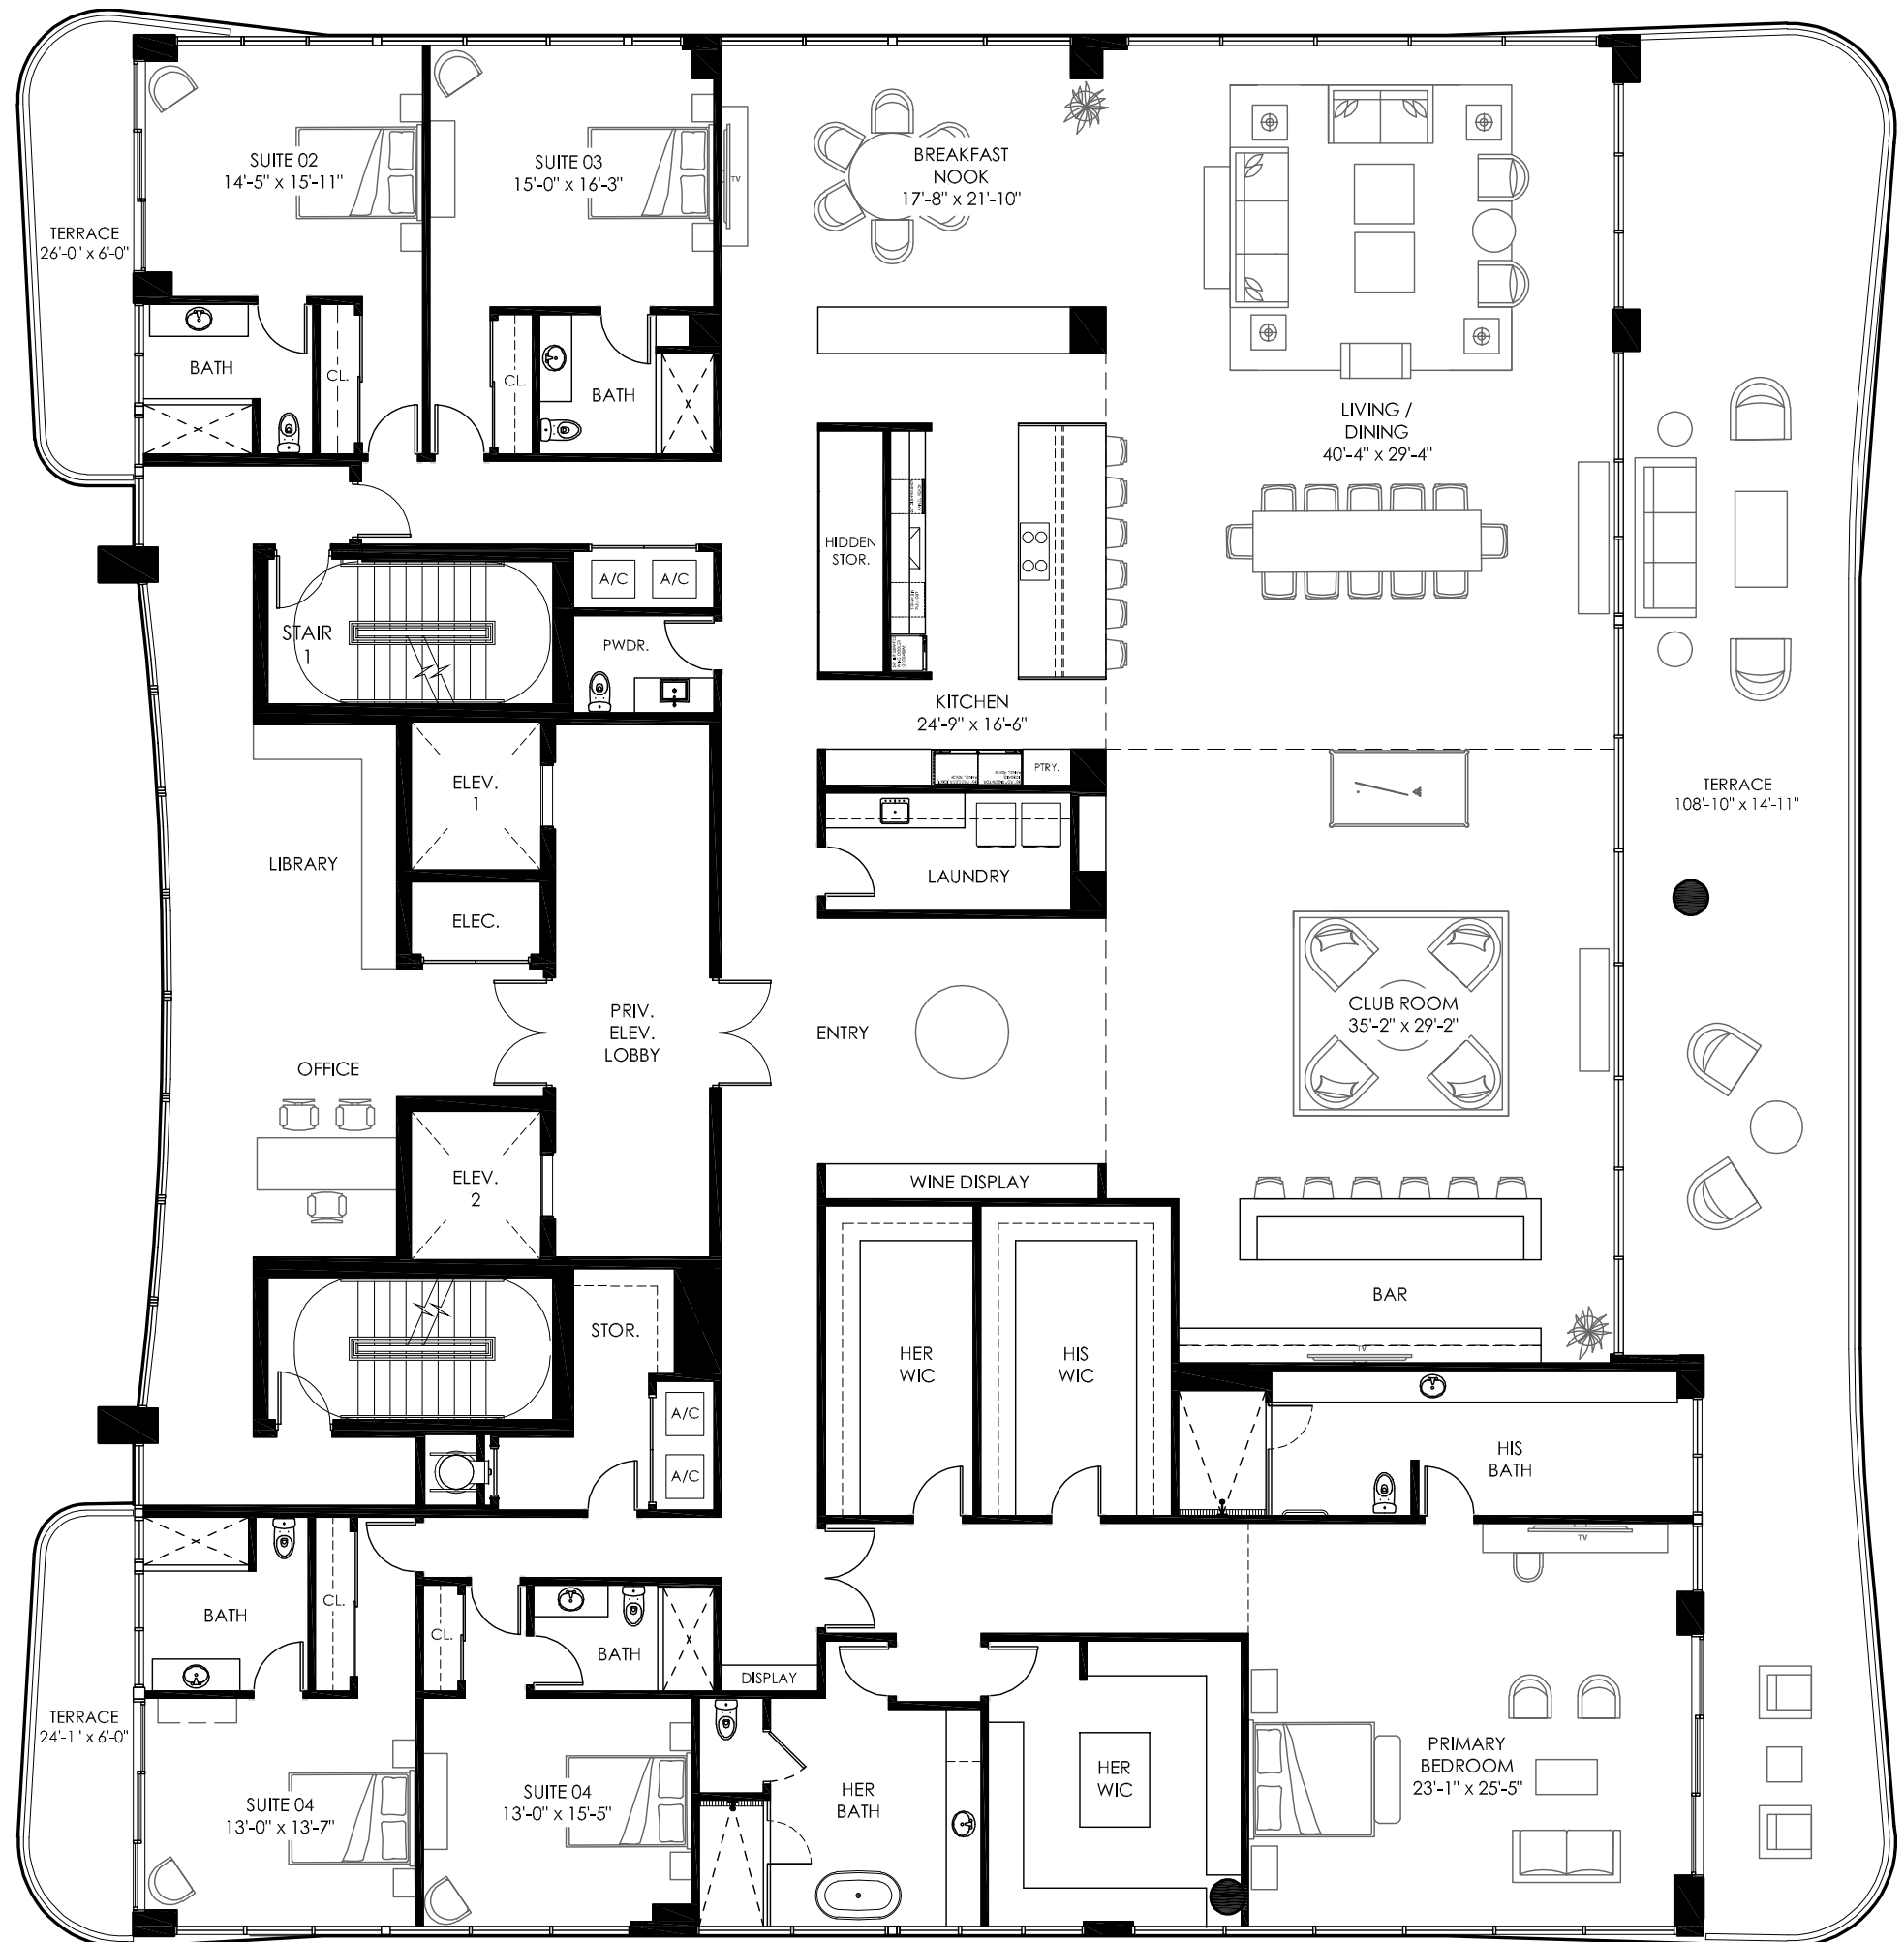 SUITE 02
14'-5" x 15'-11"
SUITE 03
15'-0" x 16'-3"
TV
BREAKFAST
NOOK
17'-8" x 21'-10"
TERRACE
26'-0" x 6'-0"
BATH
CL.
CL.
BATH
LIVING /
DINING
40'-4" x 29'-4"
HIDDEN
STOR.
A/C
A/C
STAIR
1
PWDR.
KITCHEN
24'-9" x 16'-6"
PTRY.
ELEV.
1
TERRACE
108'-10" x 14'-11"
LIBRARY
LAUNDRY
ELEC.
PRIV.
ELEV.
LOBBY
ENTRY
CLUB ROOM
35'-2" x 29'-2"
OFFICE
ELEV.
2
WINE DISPLAY
BAR
STOR.
TV
HER
WIC
HIS
WIC
A/C
A/C
HIS
BATH
TV
CL.
BATH
CL.
BATH
DISPLAY
TERRACE
24'-1" x 6'-0"
PRIMARY
BEDROOM
23'-1" x 25'-5"
HER
WIC
HER
BATH
SUITE 04
13'-0" x 15'-5"
SUITE 04
13'-0" x 13'-7"